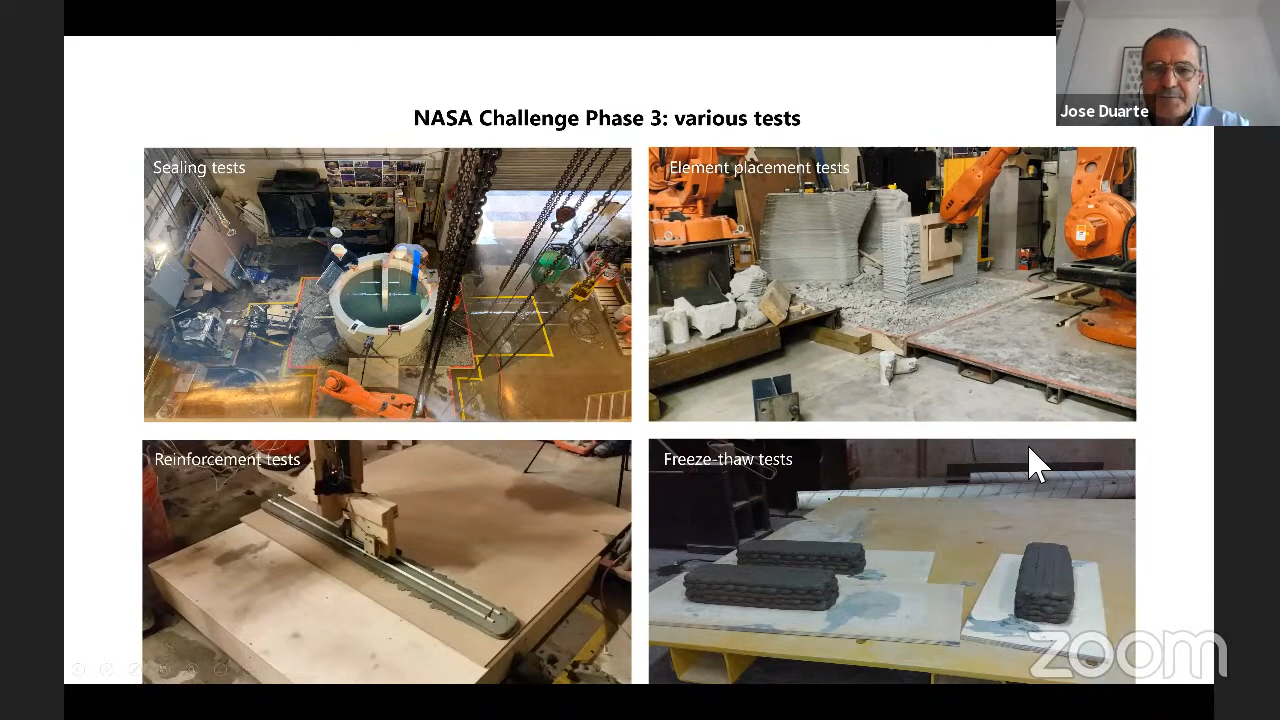 Jose Duarte
NASA Challenge Phase 3: various tests
Sealing tests
Element placement tests
Reinforcement tests
Freeze-thaw tests
zoom